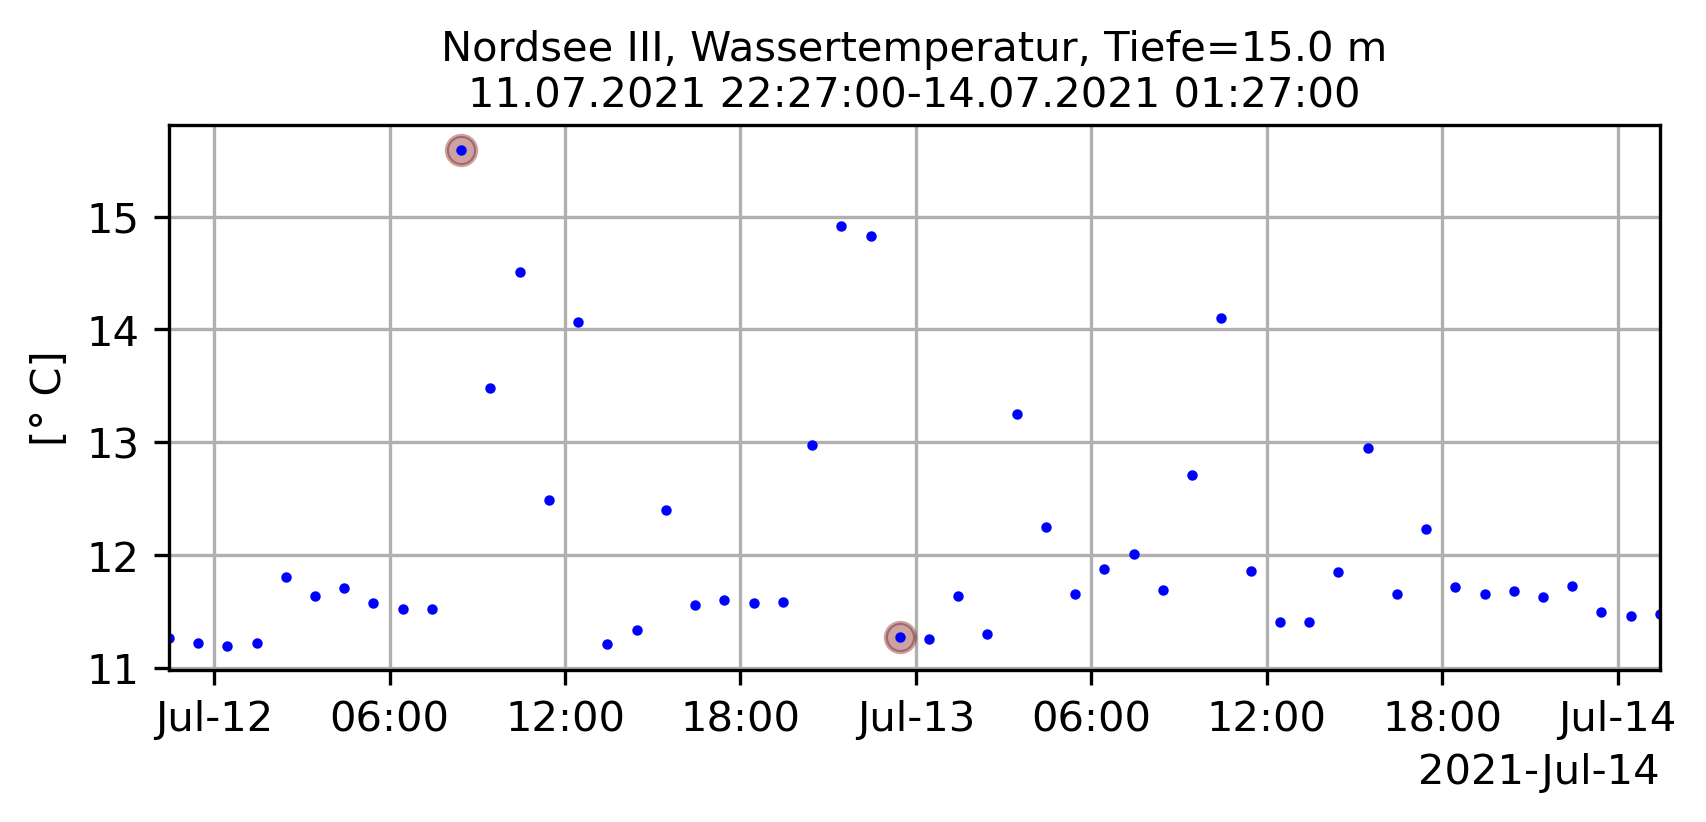 Nordsee III, Wassertemperatur, Tiefe=15.0 m
11.07.2021 22:27:00-14.07.2021 01:27:00
[° C]
15
14
13
12
11
Jul-12 06:00 12:00 18:00 Jul-13 06:00 12:00 18:00 Jul-14
2021-Jul-14